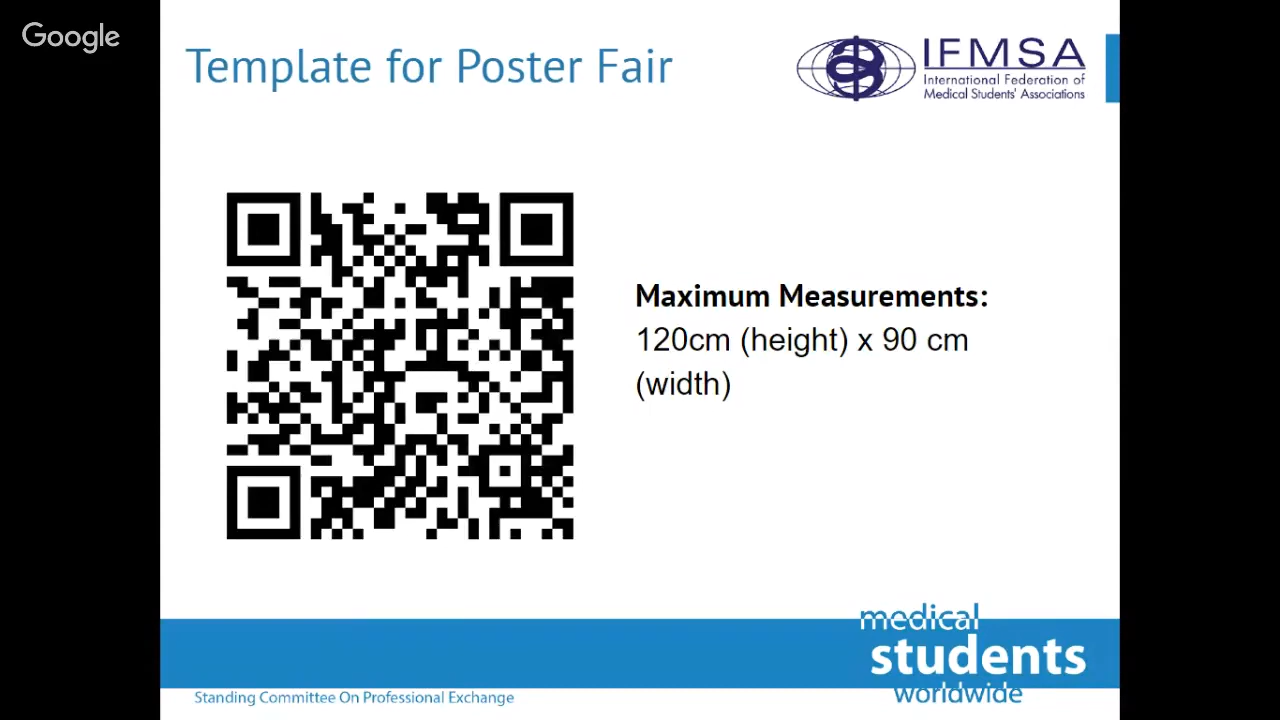 Google
Template for Poster Fair
IFMSA
International Federation of
Medical Students' Associations
Maximum Measurements:
120cm (height) x 90 cm
(width)
medical
students
worldwide
Standing Committee On Professional Exchange